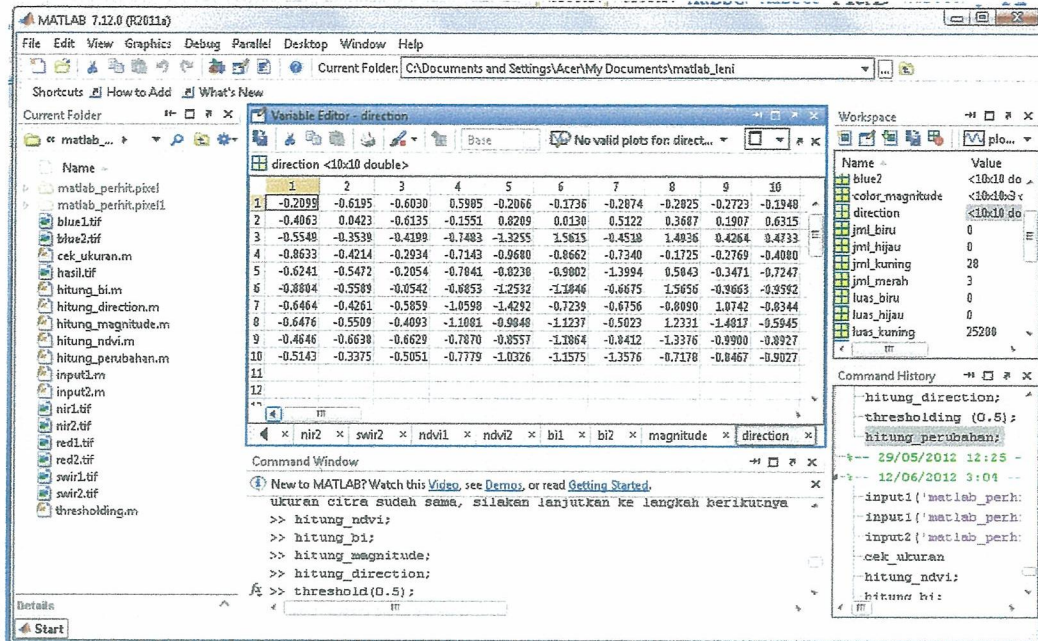 MATLAB 7.12.0 (R2011a)
File Edit View Graphics Debug Parallel Desktop Window Help
Current Folder: C:\Documents and Settings\Acer\My Documents\matlab_leni
Shortcuts How to Add What's New
Current Folder
« matlab_...
Name
matlab_perhit.pixel
matlab_perhit.pixel1
blue1.tif
blue2.tif
cek_ukuran.m
hasil.tif
hitung_bi.m
hitung_direction.m
hitung_magnitude.m
hitung_ndvi.m
hitung_perubahan.m
input1.m
input2.m
nir1.tif
nir2.tif
red1.tif
red2.tif
swir1.tif
swir2.tif
thresholding.m
Details
Start
Variable Editor - direction
Base No valid plots for: direct...
direction <10x10 double>
1 2 3 4 5 6 7 8 9 10
1 -0.2099 -0.6195 -0.6030 0.5985 -0.2066 -0.1736 -0.2874 -0.2825 -0.2723 -0.1948
2 -0.4063 0.0423 -0.6135 -0.1551 0.8209 0.0130 0.5122 0.3687 0.1907 0.6315
3 -0.5549 -0.3539 -0.4199 -0.7483 -1.3255 1.5615 -0.4518 1.4936 0.4264 0.4733
4 -0.8633 -0.4214 -0.2934 -0.7143 -0.9680 -0.8662 -0.7340 -0.1725 -0.2769 -0.4080
5 -0.6241 -0.5472 -0.2054 -0.7841 -0.8238 -0.9802 -1.3994 0.5843 -0.3471 -0.7247
6 -0.8804 -0.5589 -0.0542 -0.6853 -1.2532 -1.1846 -0.6675 1.5656 -0.9663 -0.9592
7 -0.6464 -0.4261 -0.5859 -1.0598 -1.4292 -0.7239 -0.6756 -0.8090 1.0742 -0.8344
8 -0.6476 -0.5509 -0.4093 -1.1081 -0.9848 -1.1237 -0.5023 1.2331 -1.4817 -0.5945
9 -0.4646 -0.6638 -0.6629 -0.7870 -0.8557 -1.1864 -0.8412 -1.3376 -0.9900 -0.8927
10 -0.5143 -0.3375 -0.5051 -0.7779 -1.0326 -1.1575 -1.3576 -0.7178 -0.8467 -0.9027
11
12
nir2 swir2 ndvi1 ndvi2 bi1 bi2 magnitude direction
Command Window
New to MATLAB? Watch this Video, see Demos, or read Getting Started.
ukuran citra sudah sama, silakan lanjutkan ke langkah berikutnya
>> hitung_ndvi;
>> hitung_bi;
>> hitung_magnitude;
>> hitung_direction;
fx >> threshold(0.5);
Workspace
plo...
Name Value
blue2 <10x10 do
color_magnitude <10x10x3 
direction <10x10 do
jml_biru 0
jml_hijau 0
jml_kuning 28
jml_merah 3
luas_biru 0
luas_hijau 0
luas_kuning 25200
Command History
hitung_direction;
thresholding (0.5);
hitung_perubahan;
%-- 29/05/2012 12:25 -
%-- 12/06/2012 3:04 --
input1('matlab_perh
input1('matlab_perh
input2('matlab_perh
cek_ukuran
hitung_ndvi;
hitung_bi;